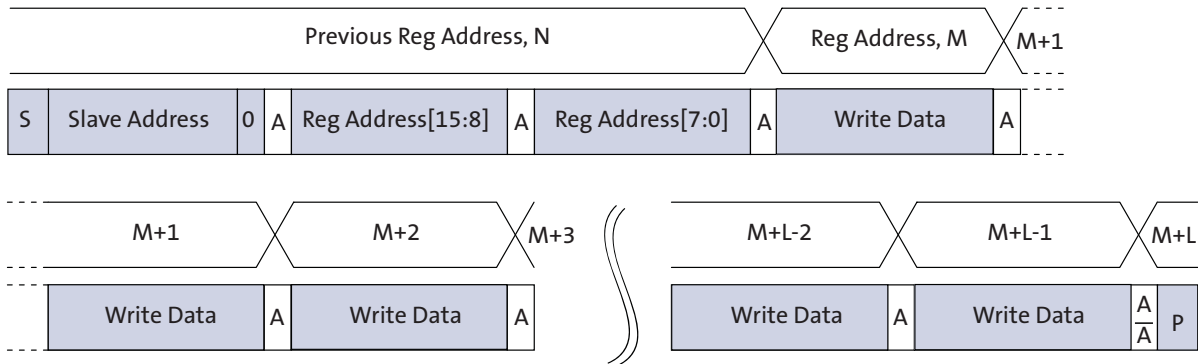 Previous Reg Address, N Reg Address, M M+1
S Slave Address 0 A Reg Address[15:8] A Reg Address[7:0] A Write Data A
M+1 M+2 M+3 M+L-2 M+L-1 M+L
Write Data A Write Data A Write Data A Write Data A/A̅ P